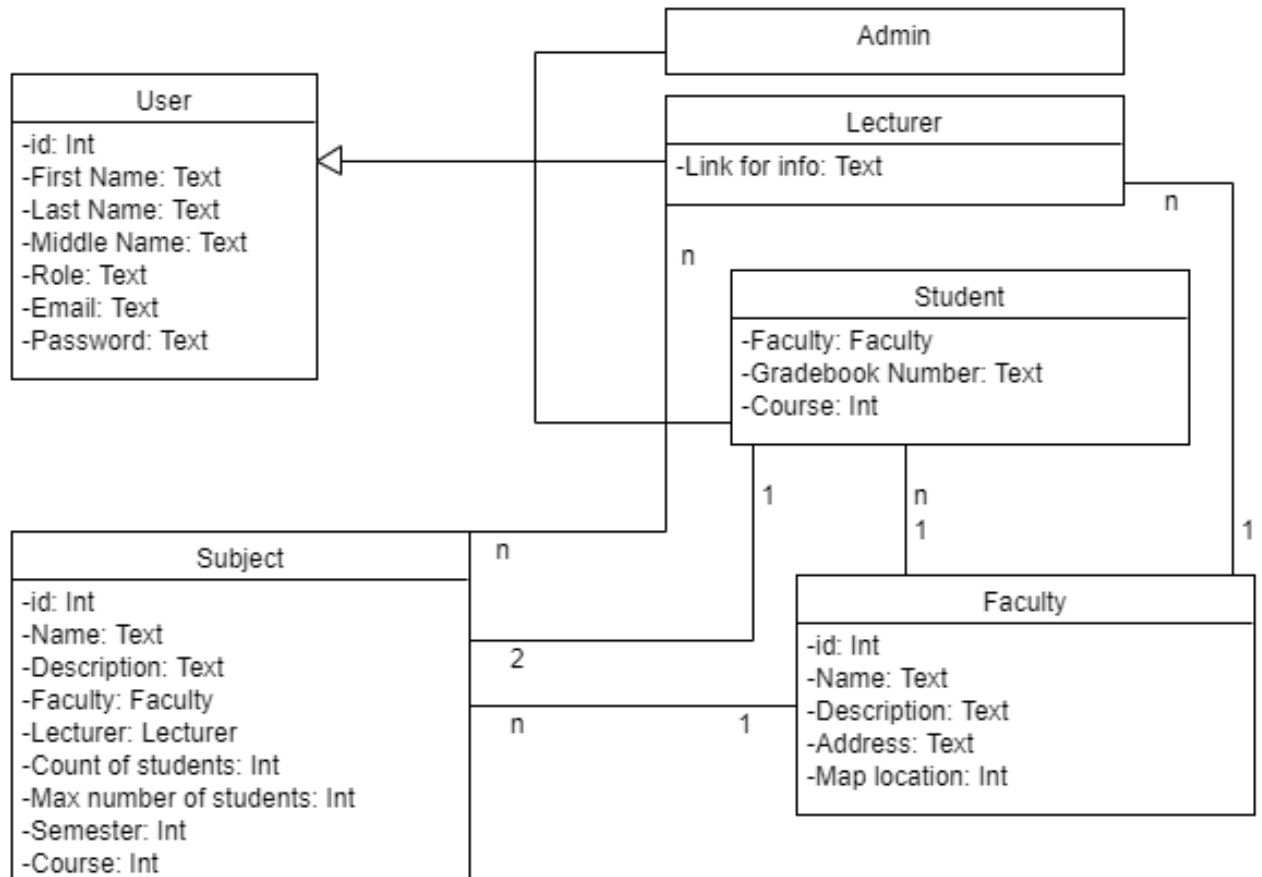 Admin
User
-id: Int
-First Name: Text
-Last Name: Text
-Middle Name: Text
-Role: Text
-Email: Text
-Password: Text
Lecturer
-Link for info: Text
n
n
Student
-Faculty: Faculty
-Gradebook Number: Text
-Course: Int
1
n
1
1
Subject
-id: Int
-Name: Text
-Description: Text
-Faculty: Faculty
-Lecturer: Lecturer
-Count of students: Int
-Max number of students: Int
-Semester: Int
-Course: Int
n
2
n
1
Faculty
-id: Int
-Name: Text
-Description: Text
-Address: Text
-Map location: Int